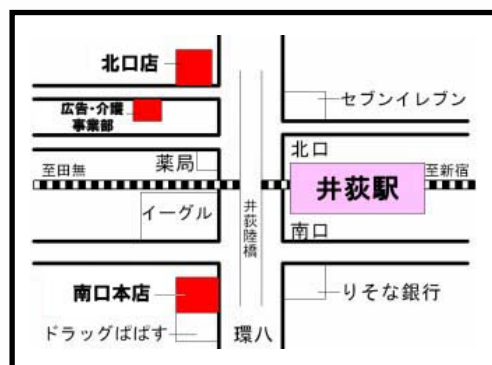 北口店
セブンイレブン
広告・介護
事業部
北口
薬局
至田無
井荻駅
至新宿
イーグル
井荻陸橋
南口
南口本店
りそな銀行
ドラッグぱぱす
環八